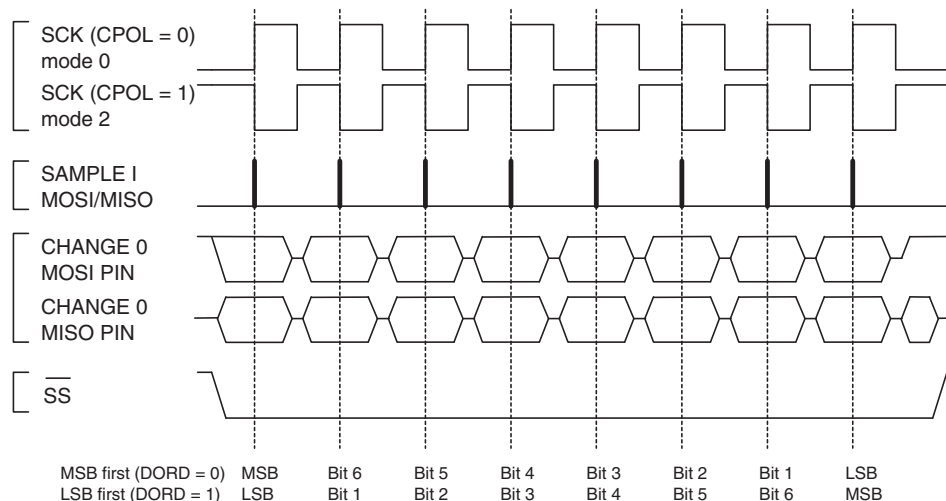 SCK (CPOL = 0)
mode 0
SCK (CPOL = 1)
mode 2
SAMPLE I
MOSI/MISO
CHANGE 0
MOSI PIN
CHANGE 0
MISO PIN
SS
MSB first (DORD = 0) MSB Bit 6 Bit 5 Bit 4 Bit 3 Bit 2 Bit 1 LSB
LSB first (DORD = 1) LSB Bit 1 Bit 2 Bit 3 Bit 4 Bit 5 Bit 6 MSB